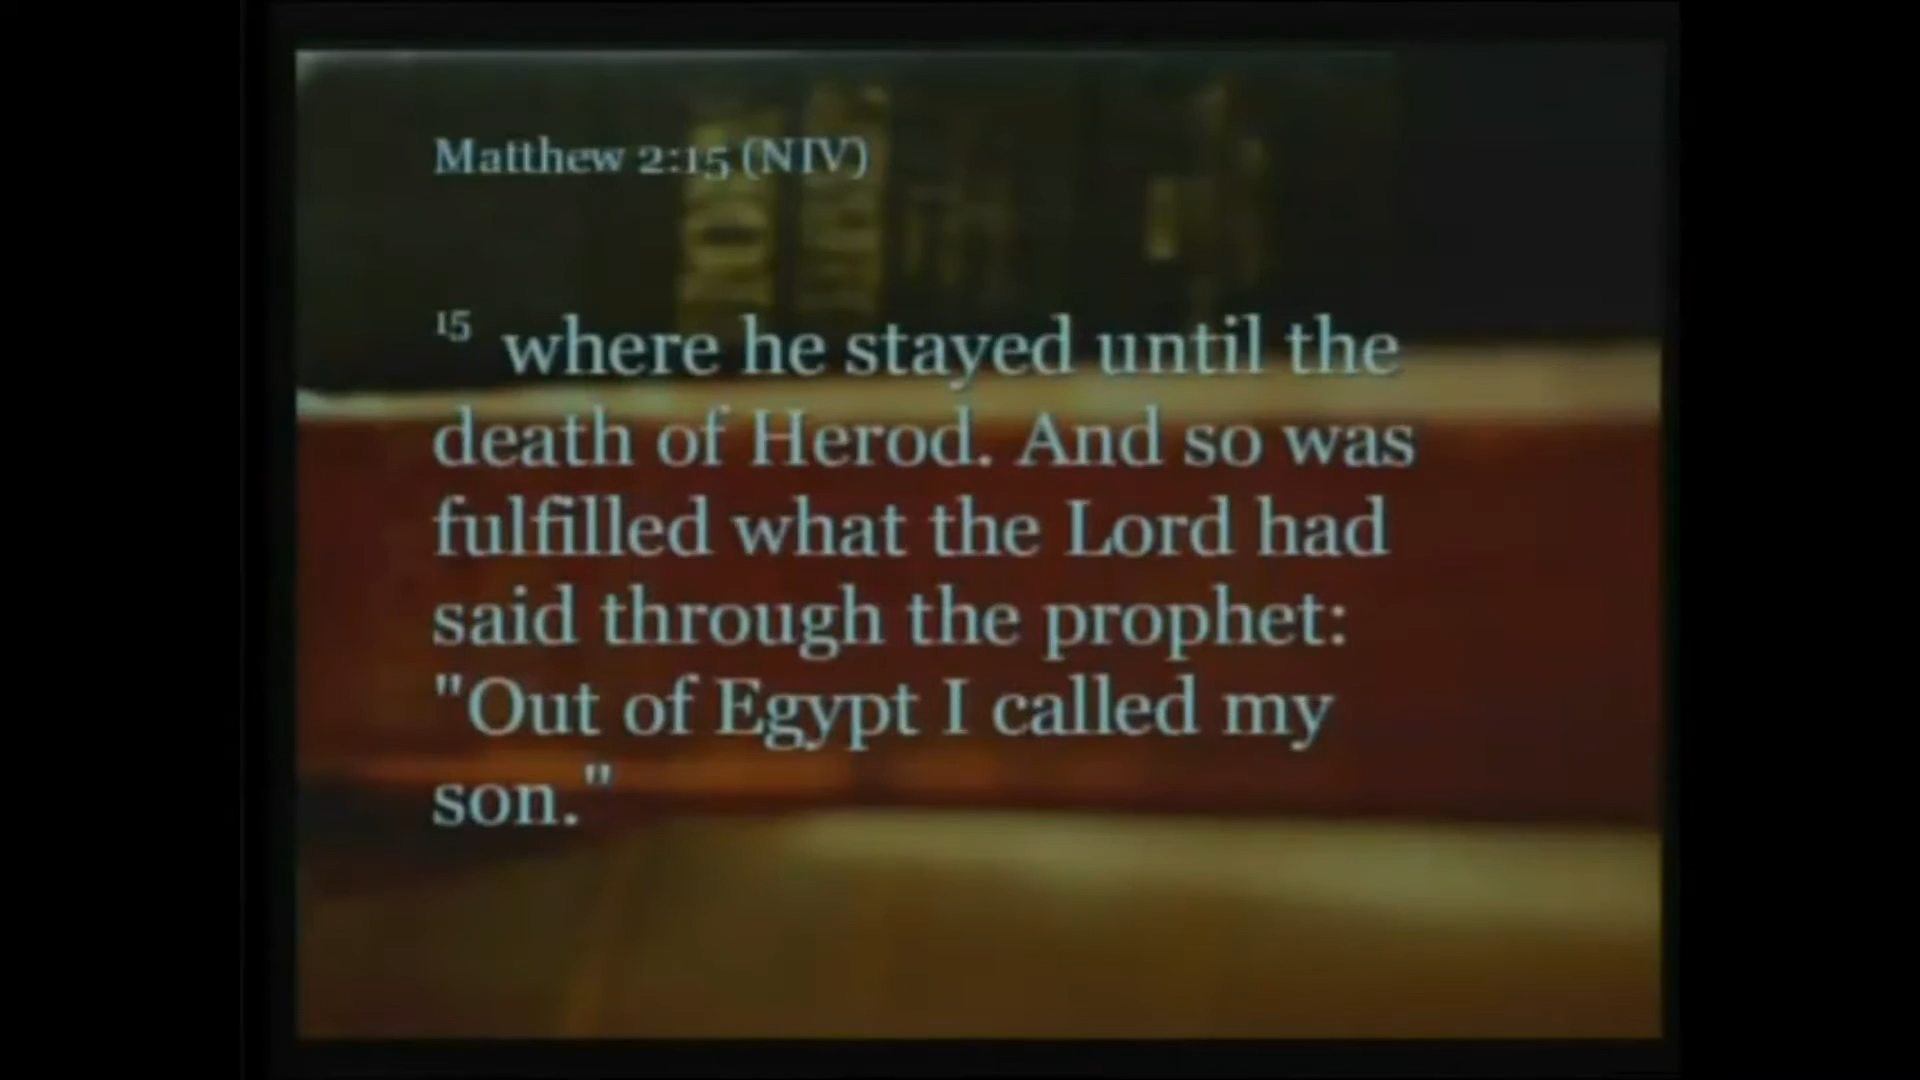 Matthew 2:15 (NIV)
15 where he stayed until the
death of Herod. And so was
fulfilled what the Lord had
said through the prophet:
"Out of Egypt I called my
son."